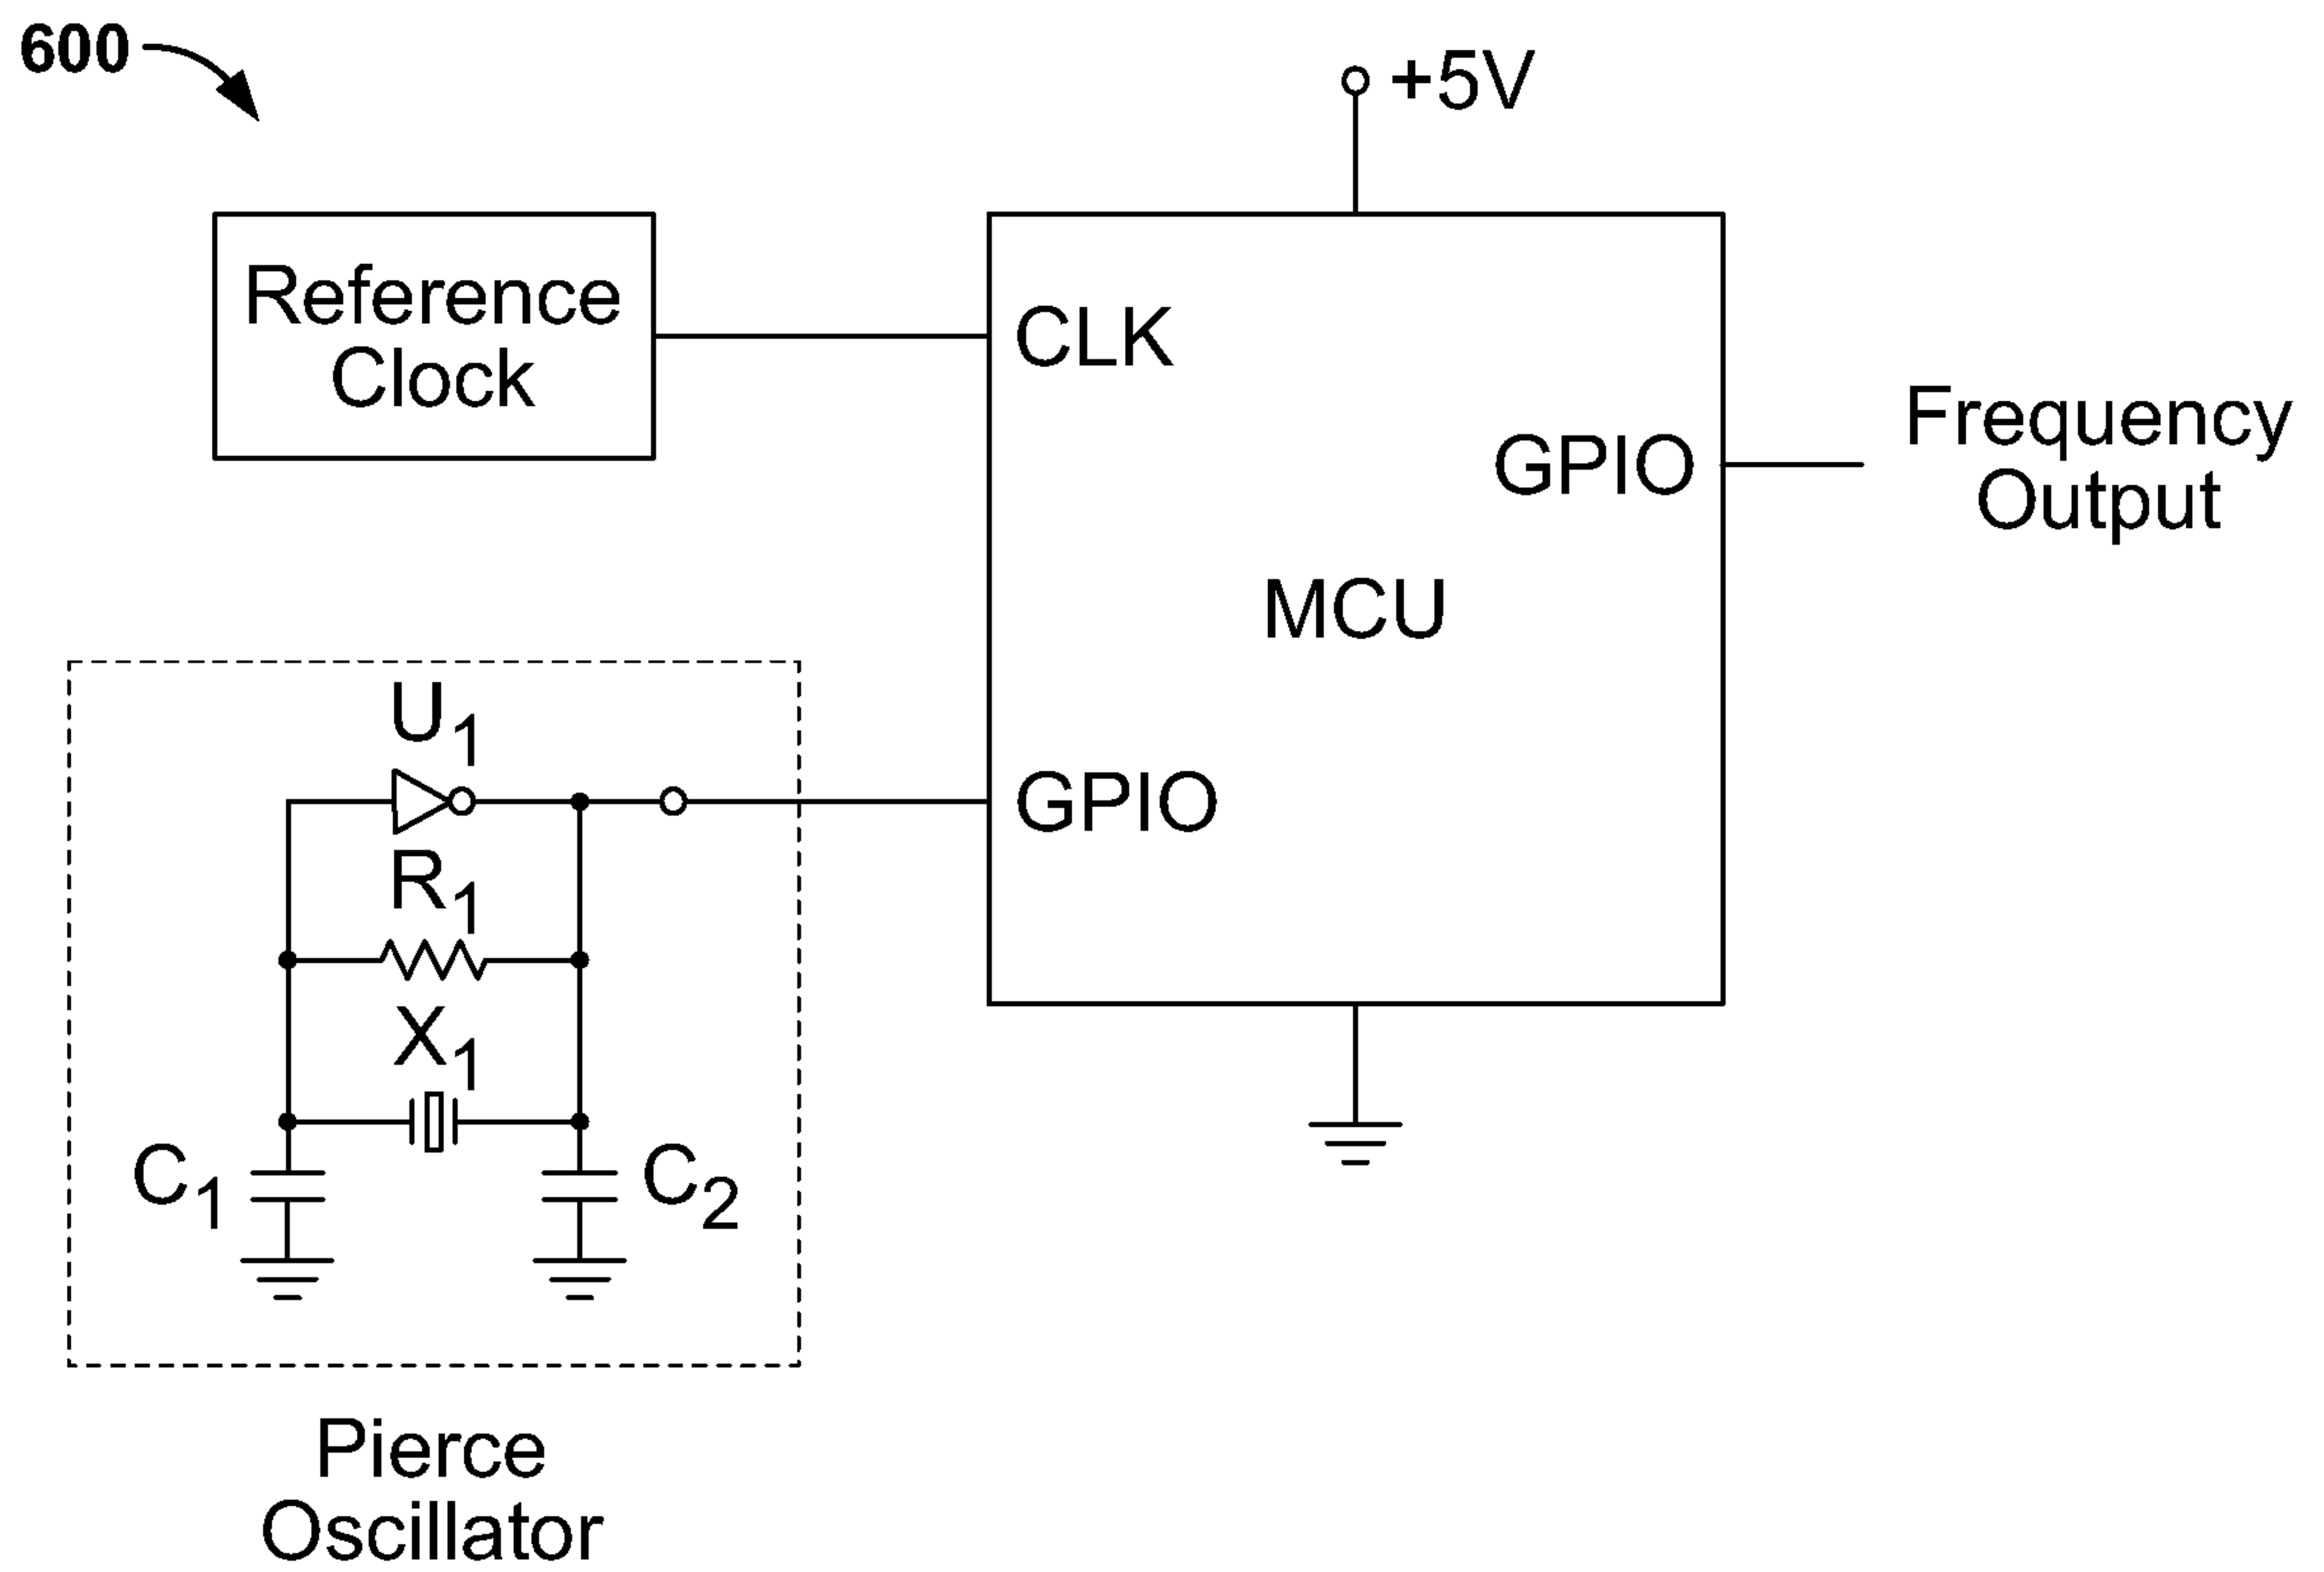 600
+5V
Reference
Clock
CLK
GPIO
Frequency
Output
MCU
U1
GPIO
R1
X1
C1
C2
Pierce
Oscillator